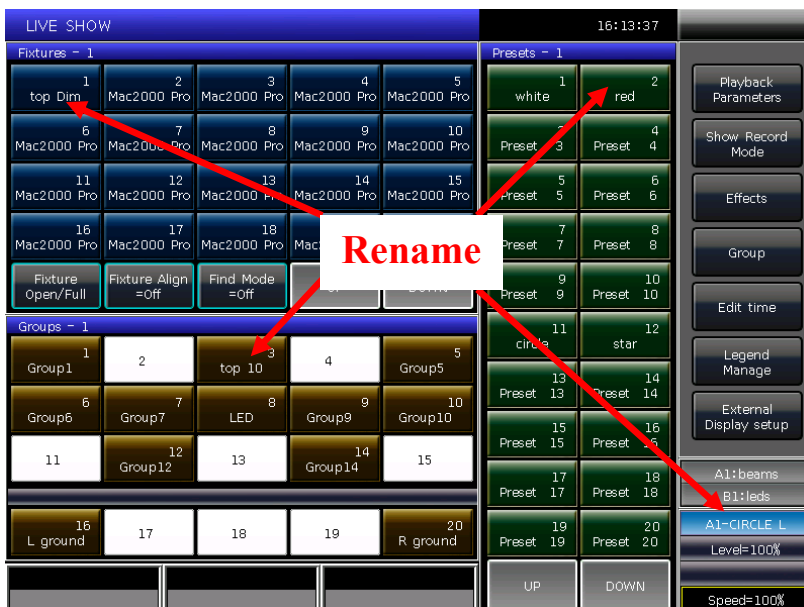 LIVE SHOW
16:13:37
Fixtures - 1
1 2 3 4 5
top Dim Mac2000 Pro Mac2000 Pro Mac2000 Pro Mac2000 Pro
6 7 8 9 10
Mac2000 Pro Mac2000 Pro Mac2000 Pro Mac2000 Pro Mac2000 Pro
11 12 13 14 15
Mac2000 Pro Mac2000 Pro Mac2000 Pro Mac2000 Pro Mac2000 Pro
16 17 18
Mac2000 Pro Mac2000 Pro Mac2000 Pro
Fixture Open/Full
Fixture Align =Off
Find Mode =Off
Rename
Groups - 1
1 2 3 4 5
Group1 top 10 Group5
6 7 8 9 10
Group6 Group7 LED Group9 Group10
11 12 13 14 15
Group12 Group14
16 17 18 19 20
L ground R ground
Presets - 1
1 2
white red
4
Preset 3 Preset 4
5 6
Preset 5 Preset 6
7 8
Preset 7 Preset 8
9 10
Preset 9 Preset 10
11 12
circle star
13 14
Preset 13 Preset 14
15 16
Preset 15 Preset 16
17 18
Preset 17 Preset 18
19 20
Preset 19 Preset 20
UP DOWN
Playback
Parameters
Show Record
Mode
Effects
Group
Edit time
Legend
Manage
External
Display setup
A1:beams
B1:leds
A1-CIRCLE L
Level=100%
Speed=100%